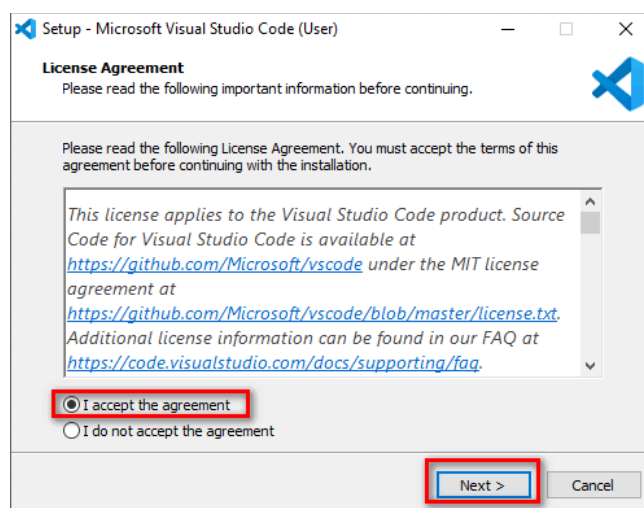 Setup - Microsoft Visual Studio Code (User)
License Agreement
Please read the following important information before continuing.
Please read the following License Agreement. You must accept the terms of this
agreement before continuing with the installation.
This license applies to the Visual Studio Code product. Source
Code for Visual Studio Code is available at
https://github.com/Microsoft/vscode under the MIT license
agreement at
https://github.com/Microsoft/vscode/blob/master/license.txt.
Additional license information can be found in our FAQ at
https://code.visualstudio.com/docs/supporting/faq.
I accept the agreement
I do not accept the agreement
Next >
Cancel